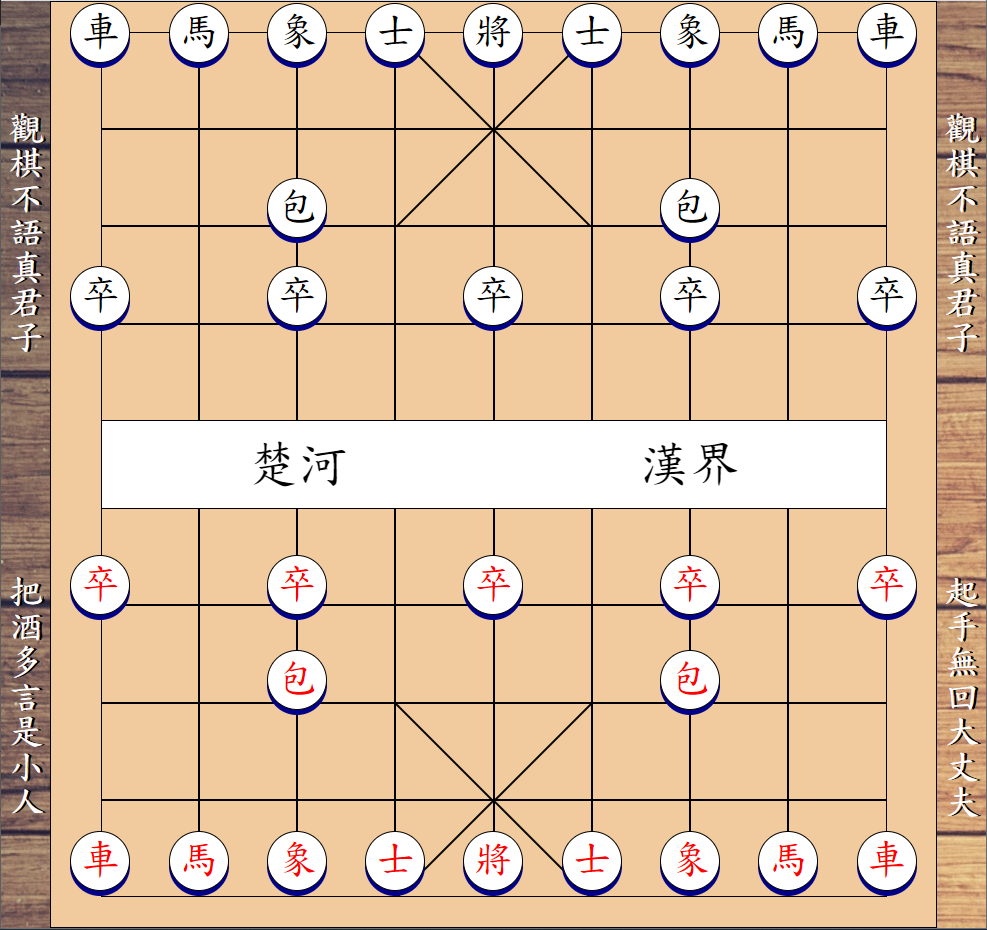 車馬象士將士象馬車
包包
卒卒卒卒卒
楚河 漢界
卒卒卒卒卒
包包
車馬象士將士象馬車
觀棋不語真君子
把酒多言是小人
觀棋不語真君子
起手無回大丈夫